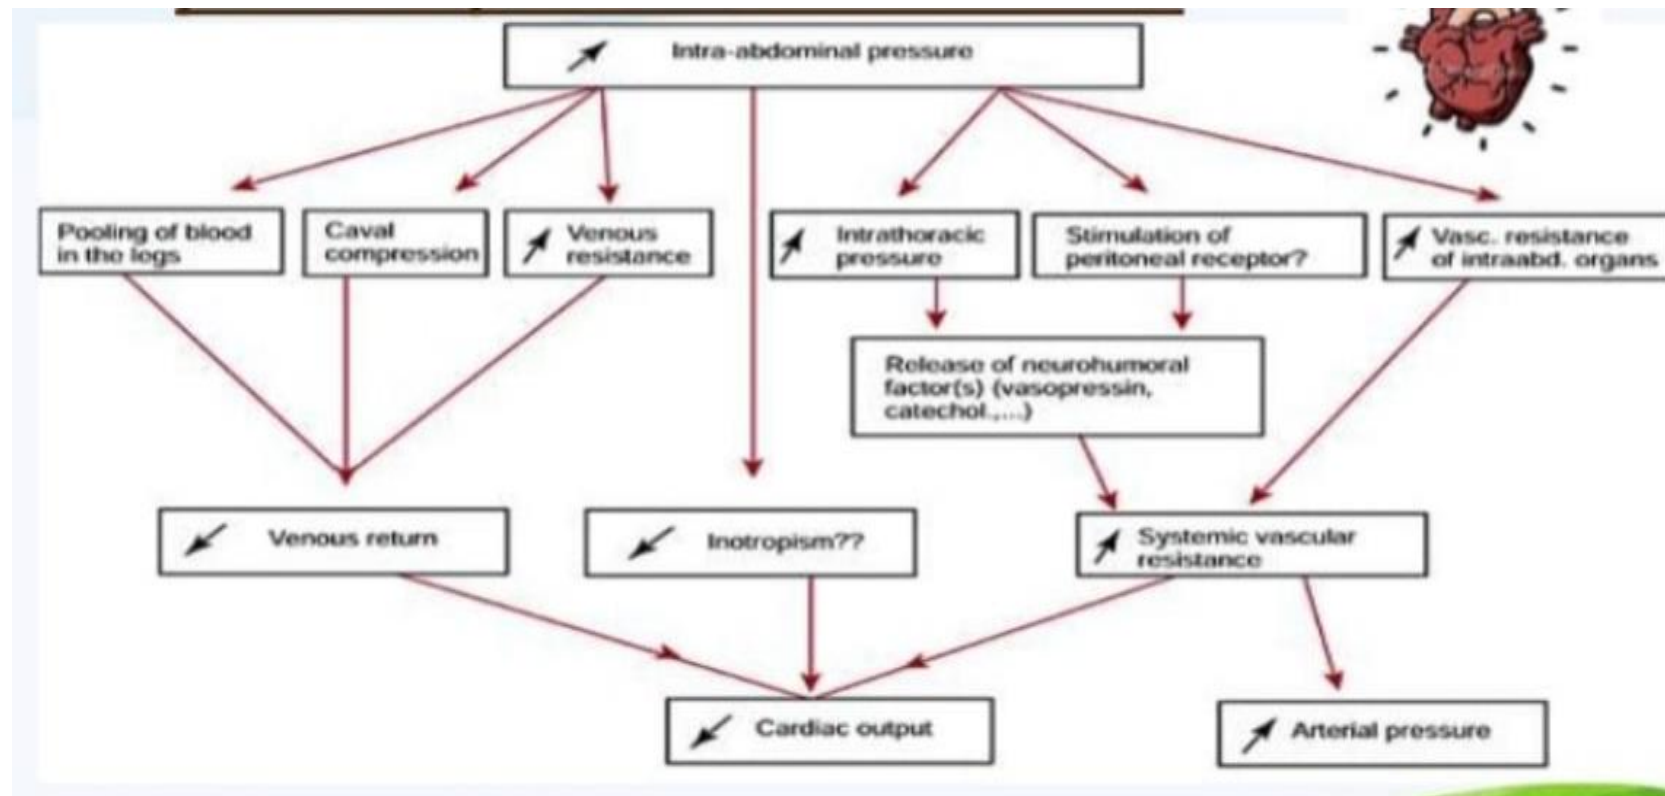 Intra-abdominal pressure
Pooling of blood
in the legs
Caval
compression
Venous
resistance
Intrathoracic
pressure
Stimulation of
peritoneal receptor?
Vasc. resistance
of intraabd. organs
Release of neurohumoral
factor(s) (vasopressin,
catechol.,...)
Venous return
Inotropism??
Systemic vascular
resistance
Cardiac output
Arterial pressure